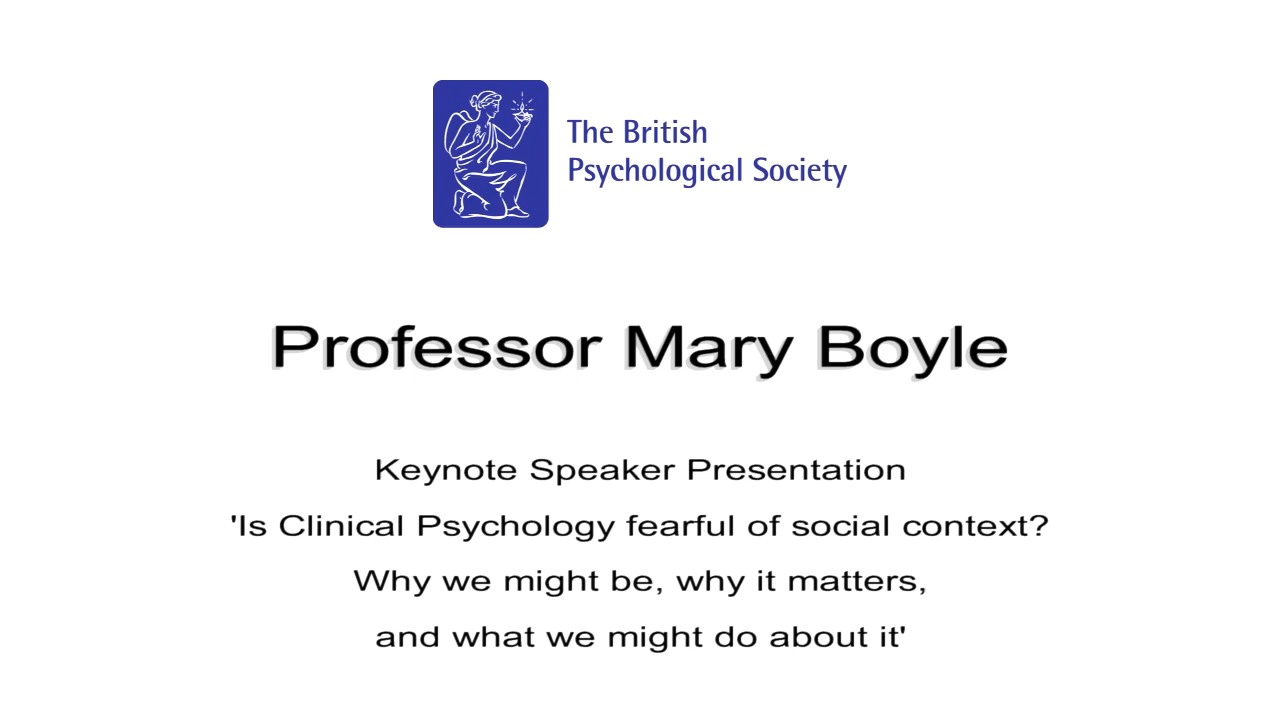 The British
Psychological Society
Professor Mary Boyle
Keynote Speaker Presentation
'Is Clinical Psychology fearful of social context?
Why we might be, why it matters,
and what we might do about it'